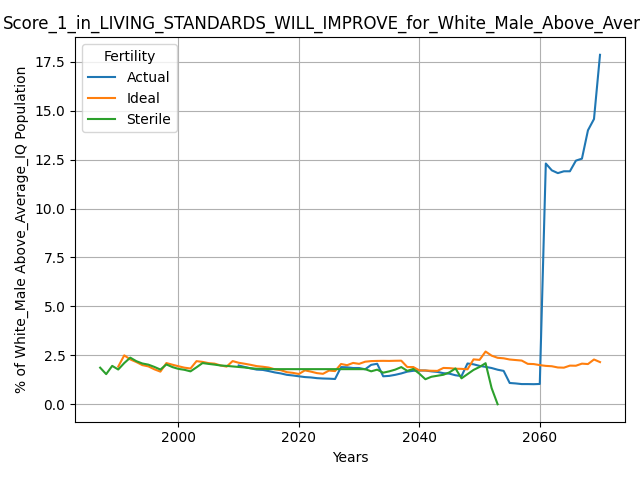 Score_1_in_LIVING_STANDARDS_WILL_IMPROVE_for_White_Male_Above_Aver
Fertility
Actual
Ideal
Sterile
% of White_Male Above_Average_IQ Population
17.5
15.0
12.5
10.0
7.5
5.0
2.5
0.0
2000
2020
2040
2060
Years